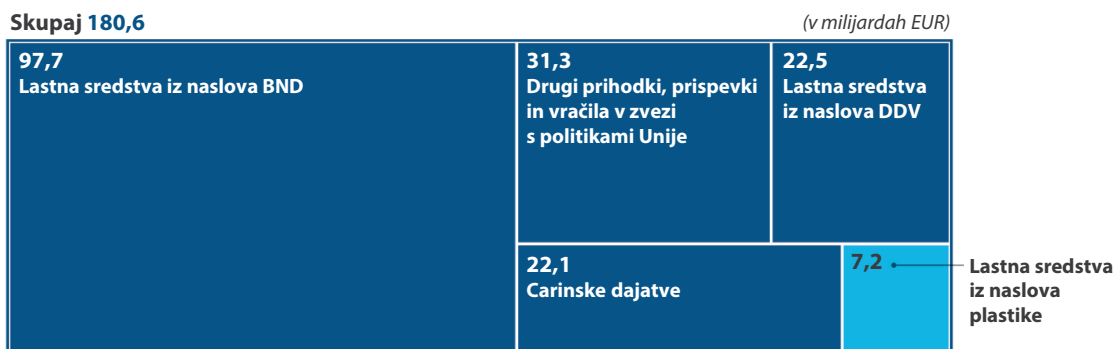 Skupaj 180,6
(v milijardah EUR)
97,7
Lastna sredstva iz naslova BND
31,3
Drugi prihodki, prispevki
in vračila v zvezi
s politikami Unije
22,5
Lastna sredstva
iz naslova DDV
22,1
Carinske dajatve
7,2
Lastna sredstva
iz naslova
plastike